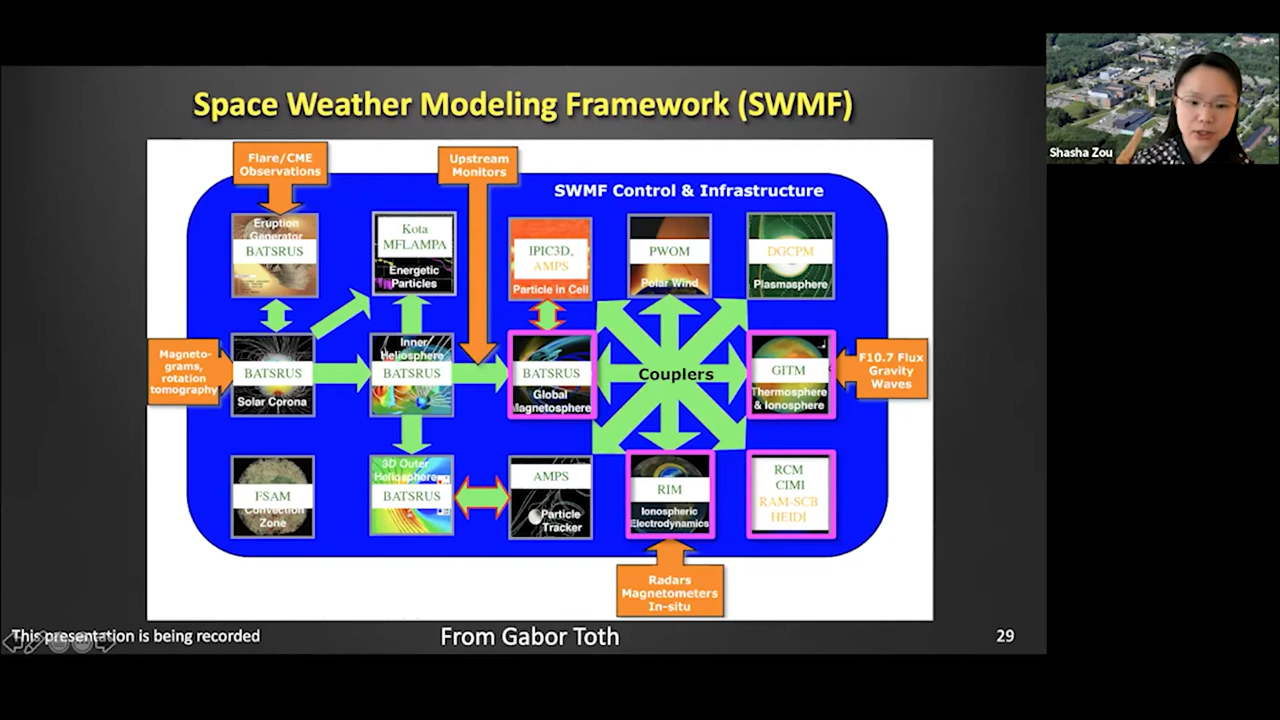 Space Weather Modeling Framework (SWMF)
Shasha Zou
Flare/CME
Observations
Upstream
Monitors
SWMF Control & Infrastructure
Eruption
Generator
BATSRUS
Kota
MFLAMPA
Energetic
Particles
IPIC3D,
AMPS
Particle in Cell
PWOM
Polar Wind
DGCPM
Plasmasphere
Magneto-
grams,
rotation
tomography
BATSRUS
Solar Corona
Inner
Heliosphere
BATSRUS
BATSRUS
Global
Magnetosphere
Couplers
GITM
Thermosphere
& Ionosphere
F10.7 Flux
Gravity
Waves
FSAM
Convection
Zone
3D Outer
Heliosphere
BATSRUS
AMPS
Particle
Tracker
RIM
Ionospheric
Electrodynamics
RCM
CIMI
RAM-SCB
HEIDI
Radars
Magnetometers
In-situ
This presentation is being recorded
From Gabor Toth
29